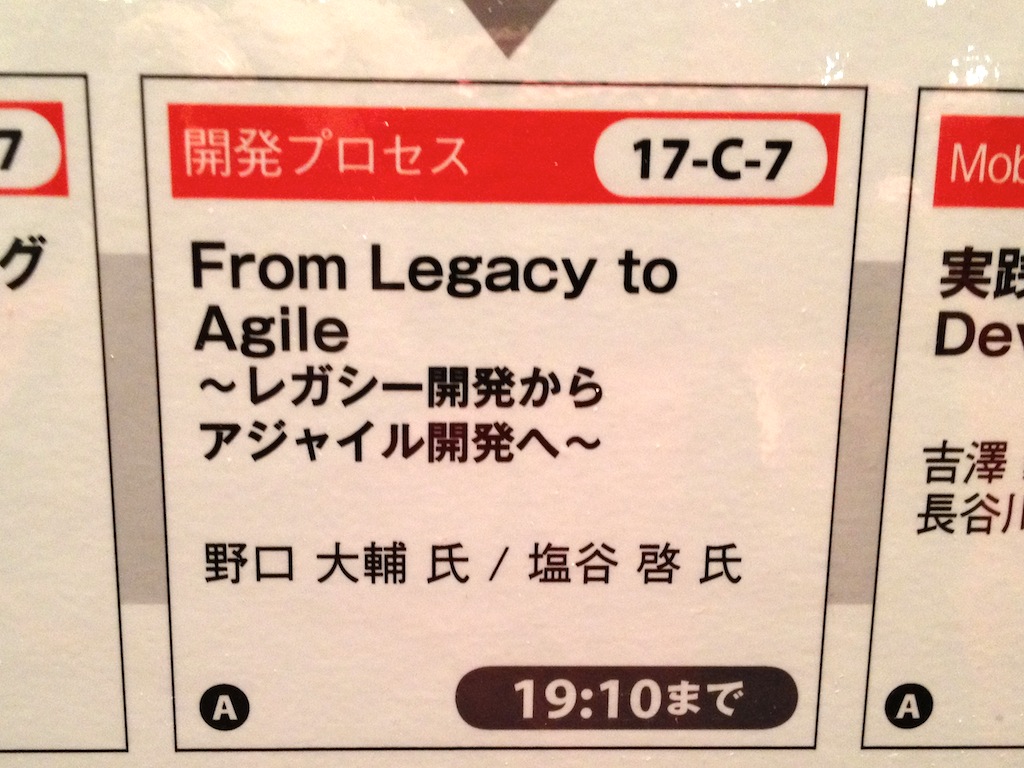 7
グ
開発プロセス 17-C-7
From Legacy to
Agile
～レガシー開発から
アジャイル開発へ～
野口 大輔 氏 / 塩谷 啓 氏
A 19:10まで
Mob
実践
Dev
吉澤
長谷川
A